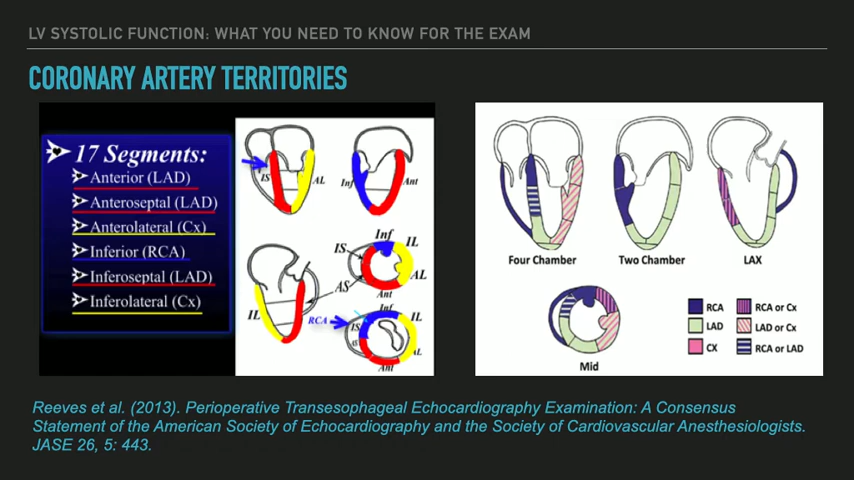 LV SYSTOLIC FUNCTION: WHAT YOU NEED TO KNOW FOR THE EXAM
CORONARY ARTERY TERRITORIES
17 Segments:
Anterior (LAD)
Anteroseptal (LAD)
Anterolateral (Cx)
Inferior (RCA)
Inferoseptal (LAD)
Inferolateral (Cx)
IS
AL
Inf
Ant
Inf
IL
IS
AL
AS
Ant
IL
RCA
Inf
IL
IS
AS
AL
Ant
Four Chamber
Two Chamber
LAX
Mid
RCA
RCA or Cx
LAD
LAD or Cx
CX
RCA or LAD
Reeves et al. (2013). Perioperative Transesophageal Echocardiography Examination: A Consensus
Statement of the American Society of Echocardiography and the Society of Cardiovascular Anesthesiologists.
JASE 26, 5: 443.